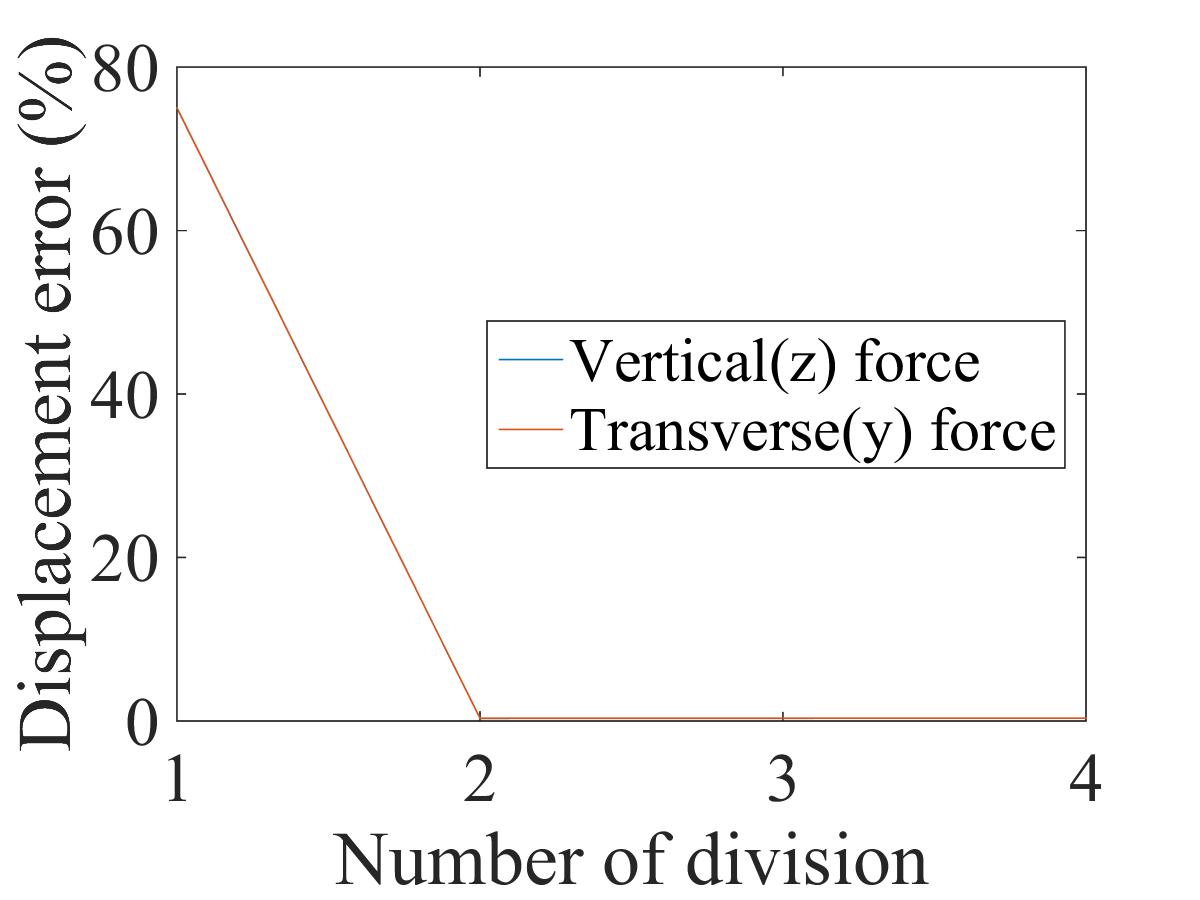 Displacement error (%)
80
60
40
20
0
Vertical(z) force
Transverse(y) force
1 2 3 4
Number of division